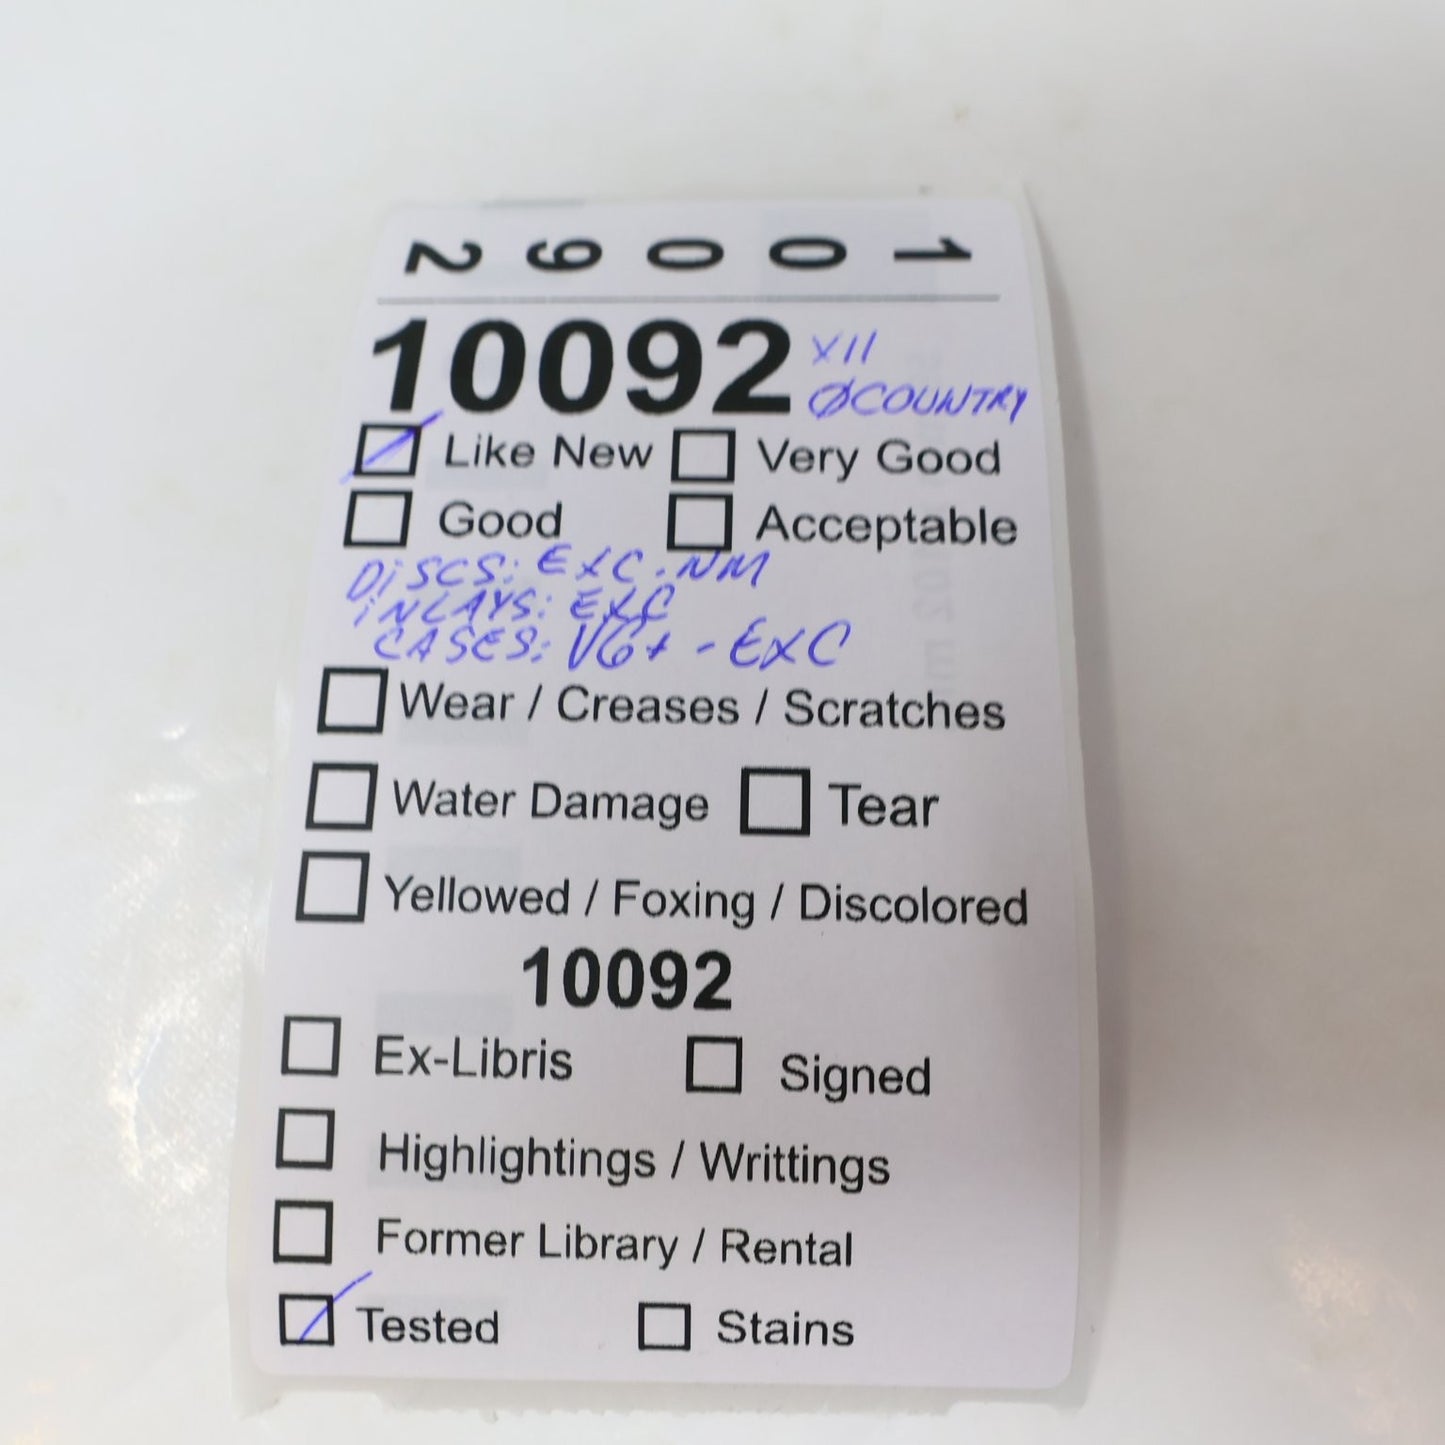 10092
10092 XII
ØCOUNTRY
Like New Very Good
Good Acceptable
DiSCS: EXC-NM
iNLAYS: EXC
CASES: VG+ - EXC
Wear / Creases / Scratches
Water Damage Tear
Yellowed / Foxing / Discolored
10092
Ex-Libris Signed
Highlightings / Writtings
Former Library / Rental
Tested Stains